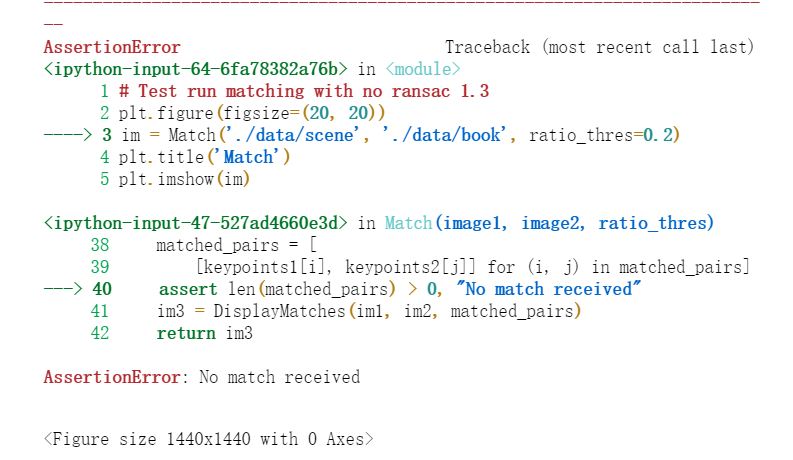 ---------------------------------------------------------------------------
AssertionError                            Traceback (most recent call last)
<ipython-input-64-6fa78382a76b> in <module>
      1 # Test run matching with no ransac 1.3
      2 plt.figure(figsize=(20, 20))
----> 3 im = Match('./data/scene', './data/book', ratio_thres=0.2)
      4 plt.title('Match')
      5 plt.imshow(im)
<ipython-input-47-527ad4660e3d> in Match(image1, image2, ratio_thres)
     38     matched_pairs = [
     39         [keypoints1[i], keypoints2[j]] for (i, j) in matched_pairs]
---> 40     assert len(matched_pairs) > 0, "No match received"
     41     im3 = DisplayMatches(im1, im2, matched_pairs)
     42     return im3
AssertionError: No match received
<Figure size 1440x1440 with 0 Axes>